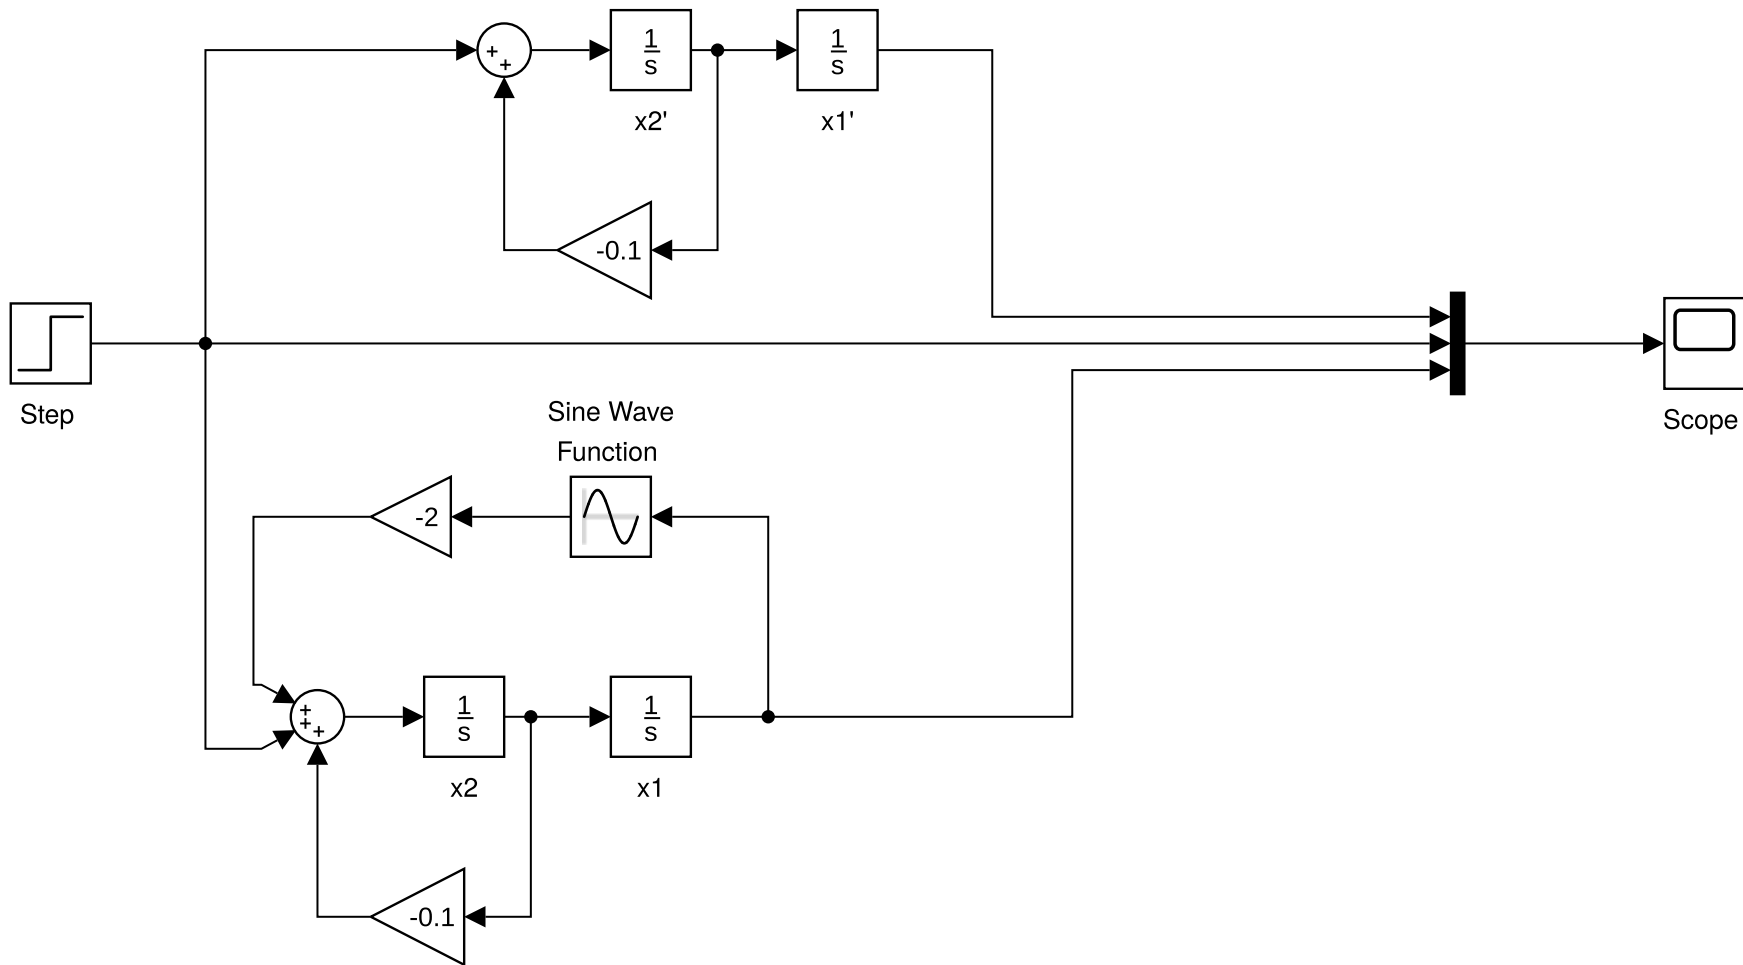 +
+
1
s
x2'
1
s
x1'
-0.1
Step
Scope
Sine Wave
Function
-2
+
+
+
1
s
x2
1
s
x1
-0.1